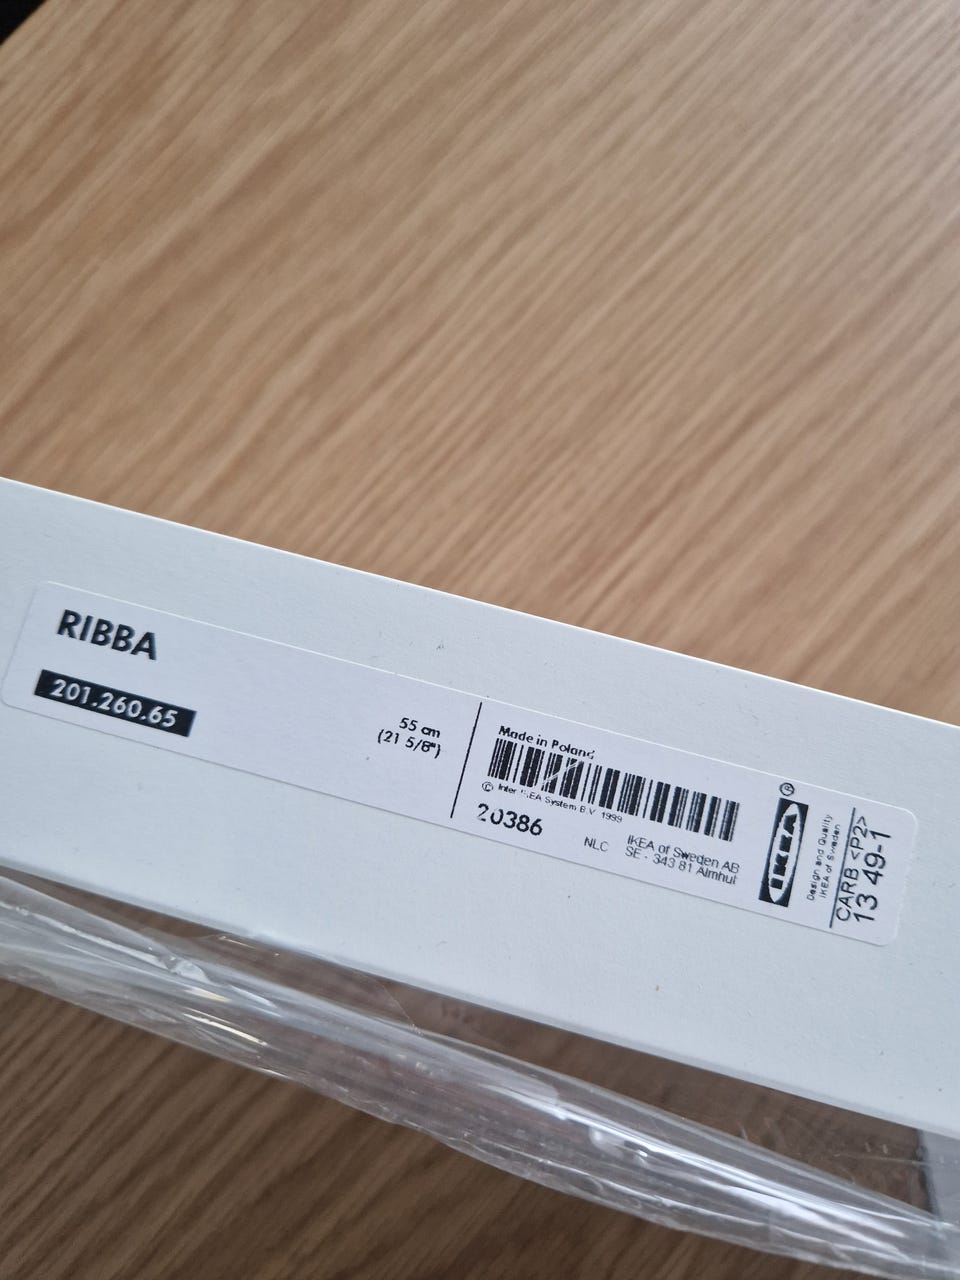 RIBBA
201.260.65
55 cm
(21 5/8")
Made in Poland
© Inter IKEA System B.V. 1999
20386
NLC
IKEA of Sweden AB
SE - 343 81 Älmhult
IKEA®
Design and Quality
IKEA of Sweden
CARB <P2>
13 49-1